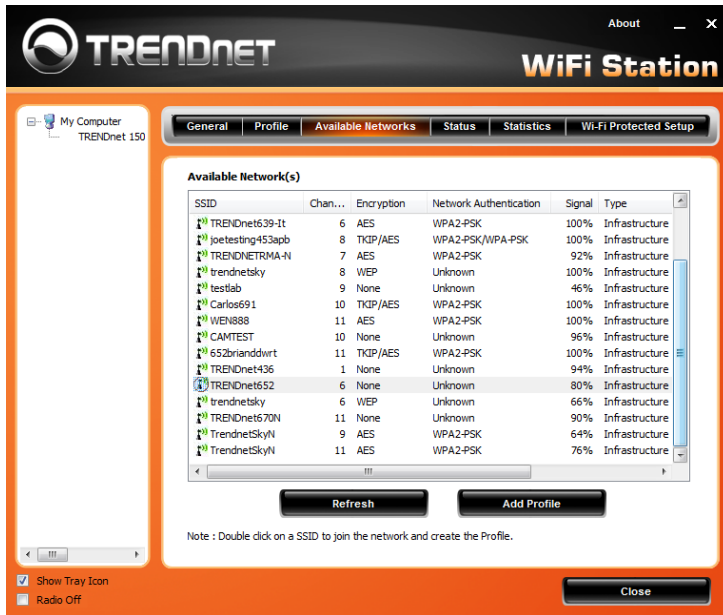 About
TRENDNET
WiFi Station
My Computer
TRENDnet 150
General Profile Available Networks Status Statistics Wi-Fi Protected Setup
Available Network(s)
SSID Chan... Encryption Network Authentication Signal Type
TRENDnet639-It 6 AES WPA2-PSK 100% Infrastructure
joetesting453apb 8 TKIP/AES WPA2-PSK/WPA-PSK 100% Infrastructure
TRENDNETRMA-N 7 AES WPA2-PSK 92% Infrastructure
trendnetsky 8 WEP Unknown 100% Infrastructure
testlab 9 None Unknown 46% Infrastructure
Carlos691 10 TKIP/AES WPA2-PSK 100% Infrastructure
WEN888 11 AES WPA2-PSK 100% Infrastructure
CAMTEST 10 None Unknown 96% Infrastructure
652brianddwrt 11 TKIP/AES WPA2-PSK 100% Infrastructure
TRENDnet436 1 None Unknown 94% Infrastructure
TRENDnet652 6 None Unknown 80% Infrastructure
trendnetsky 6 WEP Unknown 66% Infrastructure
TRENDnet670N 11 None Unknown 90% Infrastructure
TrendnetSkyN 9 AES WPA2-PSK 64% Infrastructure
TrendnetSkyN 11 AES WPA2-PSK 76% Infrastructure
Refresh Add Profile
Note : Double click on a SSID to join the network and create the Profile.
Show Tray Icon
Radio Off
Close